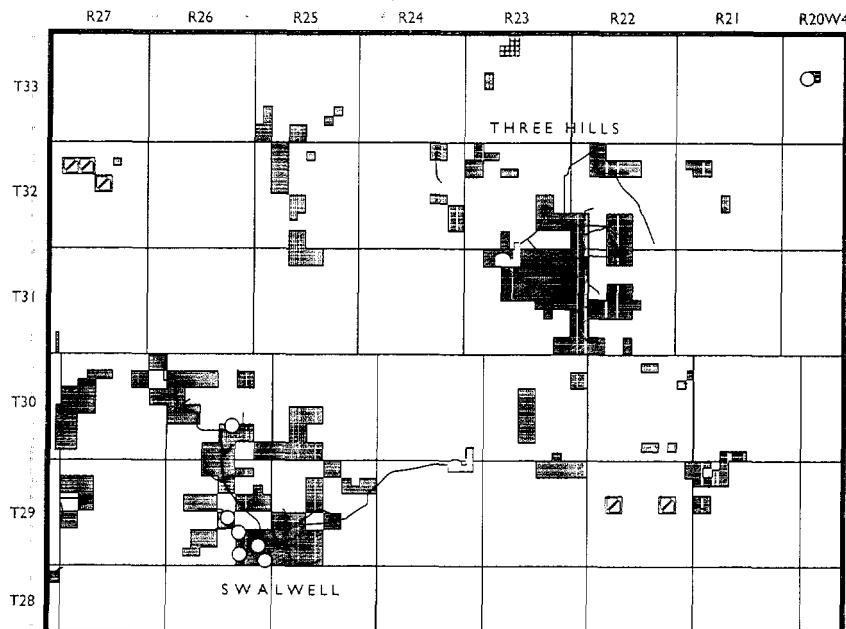 R27 R26 R25 R24 R23 R22 R21 R20W4
T33
THREE HILLS
T32
T31
T30
T29
SWALWELL
T28